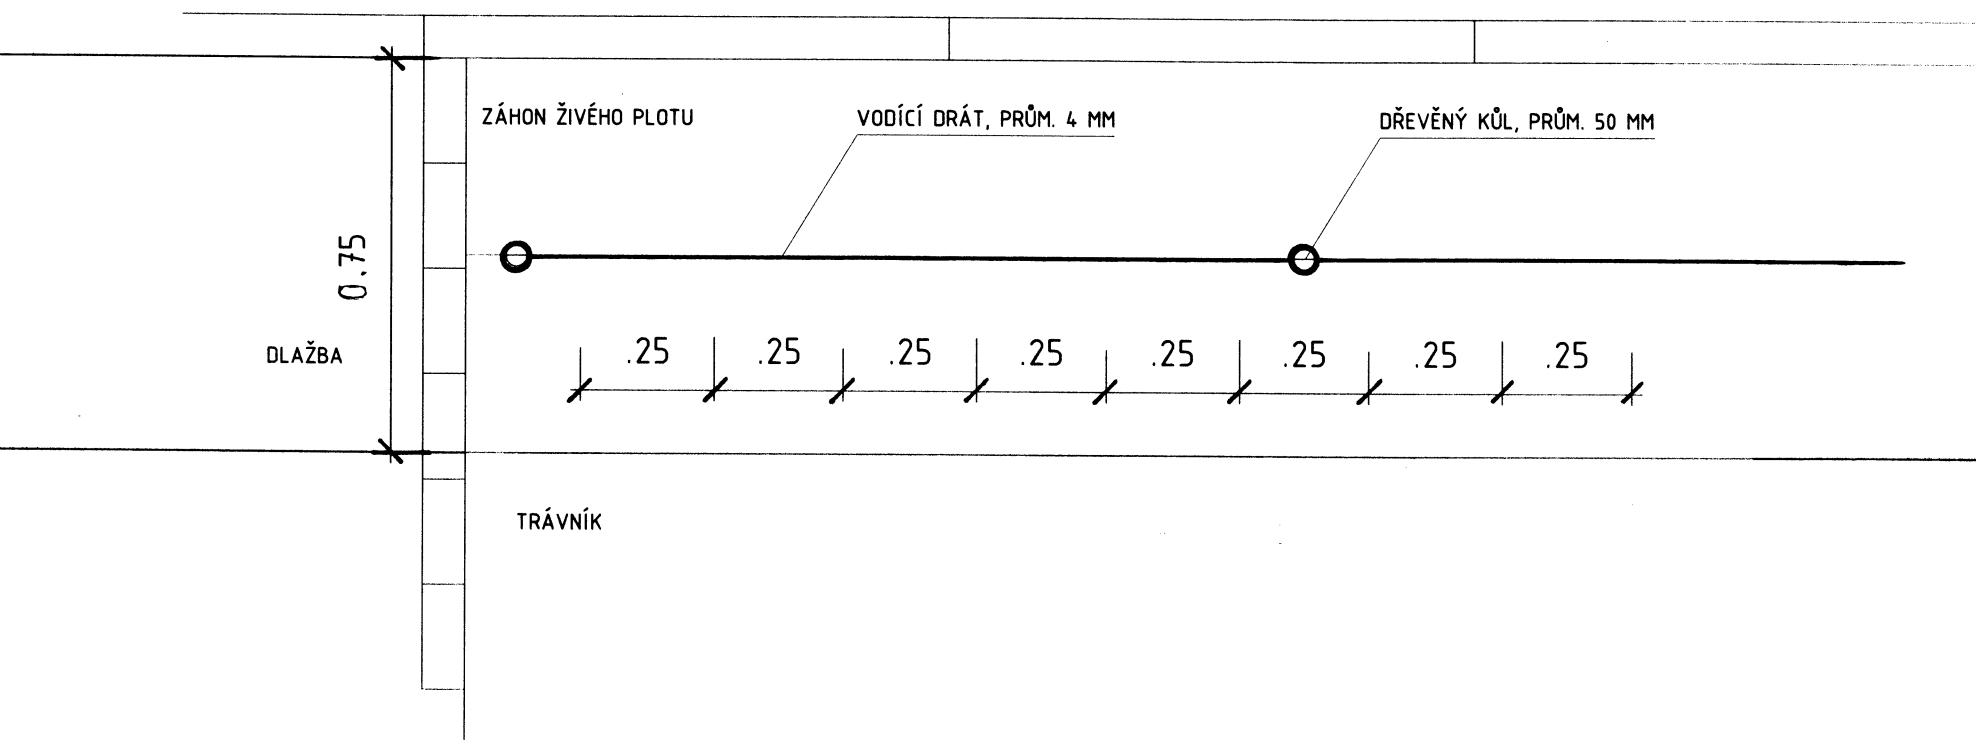 ZÁHON ŽIVÉHO PLOTU
VODÍCÍ DRÁT, PRŮM. 4 MM
DŘEVĚNÝ KŮL, PRŮM. 50 MM
0.75
DLAŽBA
.25 .25 .25 .25 .25 .25 .25 .25
TRÁVNÍK